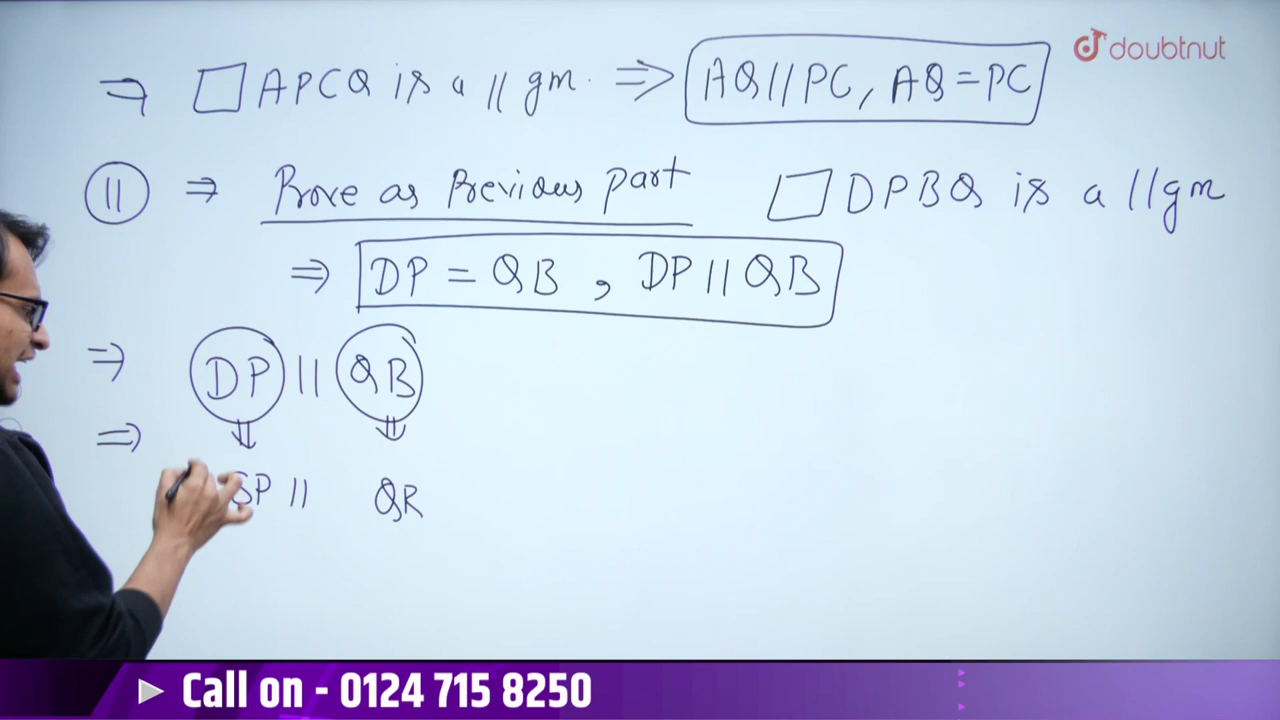 doubtnut
⇒ □ APCQ is a ||gm. ⇒ AQ||PC, AQ=PC
II ⇒ Prove as Previous part □ DPBQ is a ||gm
⇒ DP = QB, DP||QB
⇒ DP || QB
⇒ ⇓ ⇓
SP || QR
Call on - 0124 715 8250